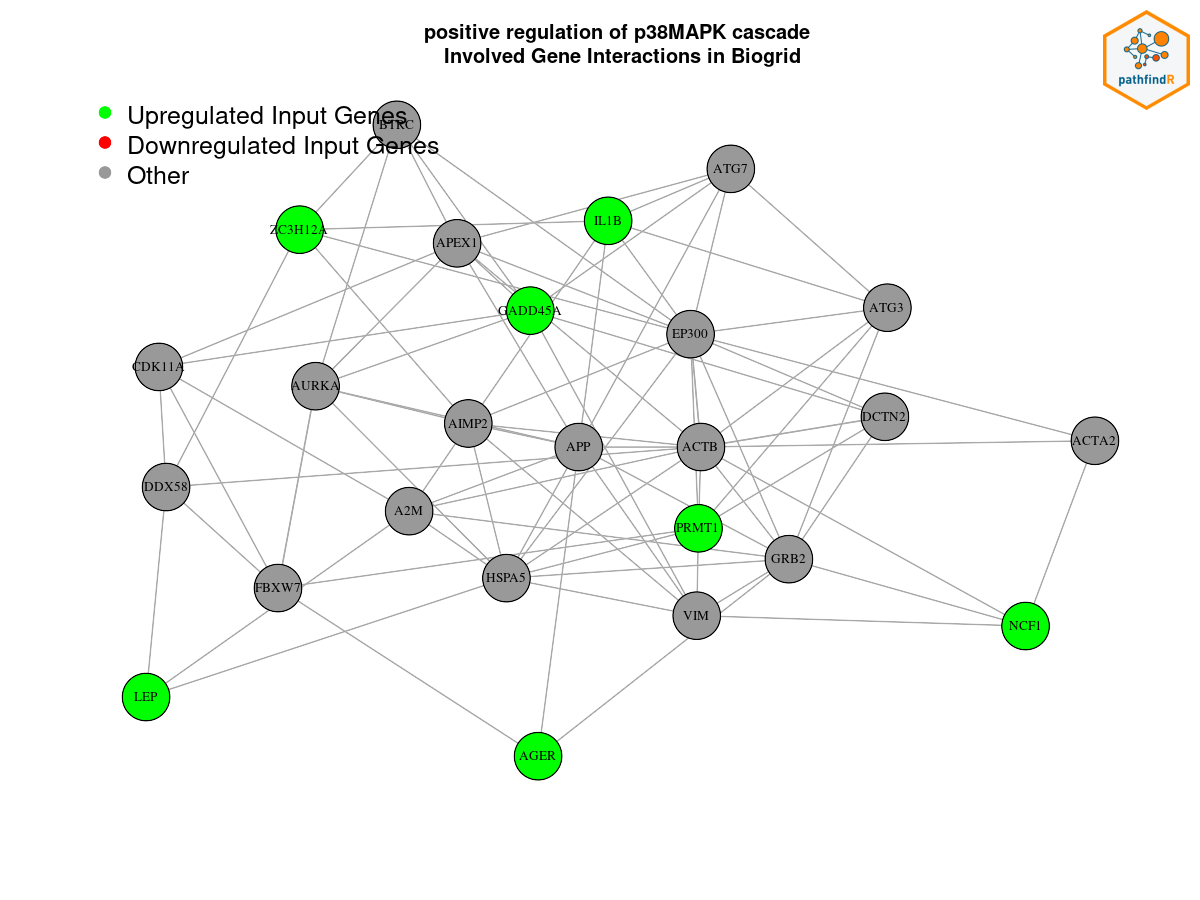 positive regulation of p38MAPK cascade
Involved Gene Interactions in Biogrid
pathfindR
Upregulated Input Genes
Downregulated Input Genes
Other
BTRC
ATG7
IL1B
ZC3H12A
APEX1
ATG3
GADD45A
EP300
CDK11A
AURKA
DCTN2
AIMP2
ACTA2
APP
ACTB
DDX58
A2M
PRMT1
GRB2
HSPA5
FBXW7
VIM
NCF1
LEP
AGER